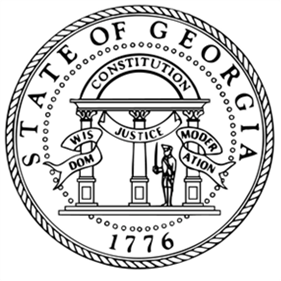 STATE OF GEORGIA
CONSTITUTION
WIS
DOM
JUSTICE
MODER
ATION
1776